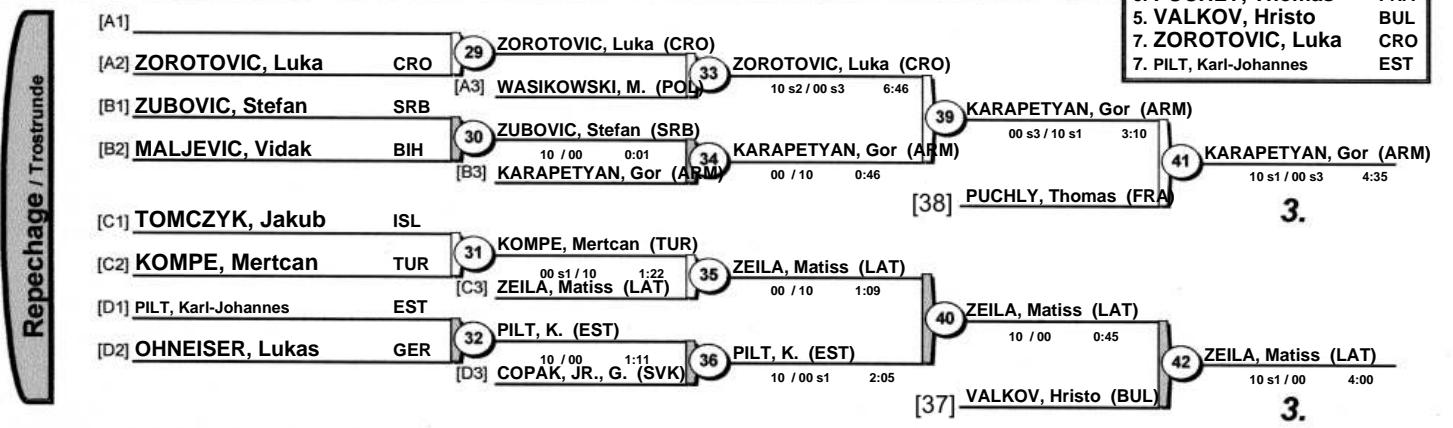 5. VALKOV, Hristo BUL
7. ZOROTOVIC, Luka CRO
7. PILT, Karl-Johannes EST
Repechage / Trostrunde
[A1]
[A2] ZOROTOVIC, Luka CRO
29
ZOROTOVIC, Luka (CRO)
[A3] WASIKOWSKI, M. (POL)
33
ZOROTOVIC, Luka (CRO)
10 s2 / 00 s3 6:46
[B1] ZUBOVIC, Stefan SRB
[B2] MALJEVIC, Vidak BIH
30
ZUBOVIC, Stefan (SRB)
10 / 00 0:01
[B3] KARAPETYAN, Gor (ARM)
34
KARAPETYAN, Gor (ARM)
00 / 10 0:46
39
KARAPETYAN, Gor (ARM)
00 s3 / 10 s1 3:10
[38] PUCHLY, Thomas (FRA)
41
KARAPETYAN, Gor (ARM)
10 s1 / 00 s3 4:35
3.
[C1] TOMCZYK, Jakub ISL
[C2] KOMPE, Mertcan TUR
31
KOMPE, Mertcan (TUR)
00 s1 / 10 1:22
[C3] ZEILA, Matiss (LAT)
35
ZEILA, Matiss (LAT)
00 / 10 1:09
[D1] PILT, Karl-Johannes EST
[D2] OHNEISER, Lukas GER
32
PILT, K. (EST)
10 / 00 1:11
[D3] COPAK, JR., G. (SVK)
36
PILT, K. (EST)
10 / 00 s1 2:05
40
ZEILA, Matiss (LAT)
10 / 00 0:45
[37] VALKOV, Hristo (BUL)
42
ZEILA, Matiss (LAT)
10 s1 / 00 4:00
3.